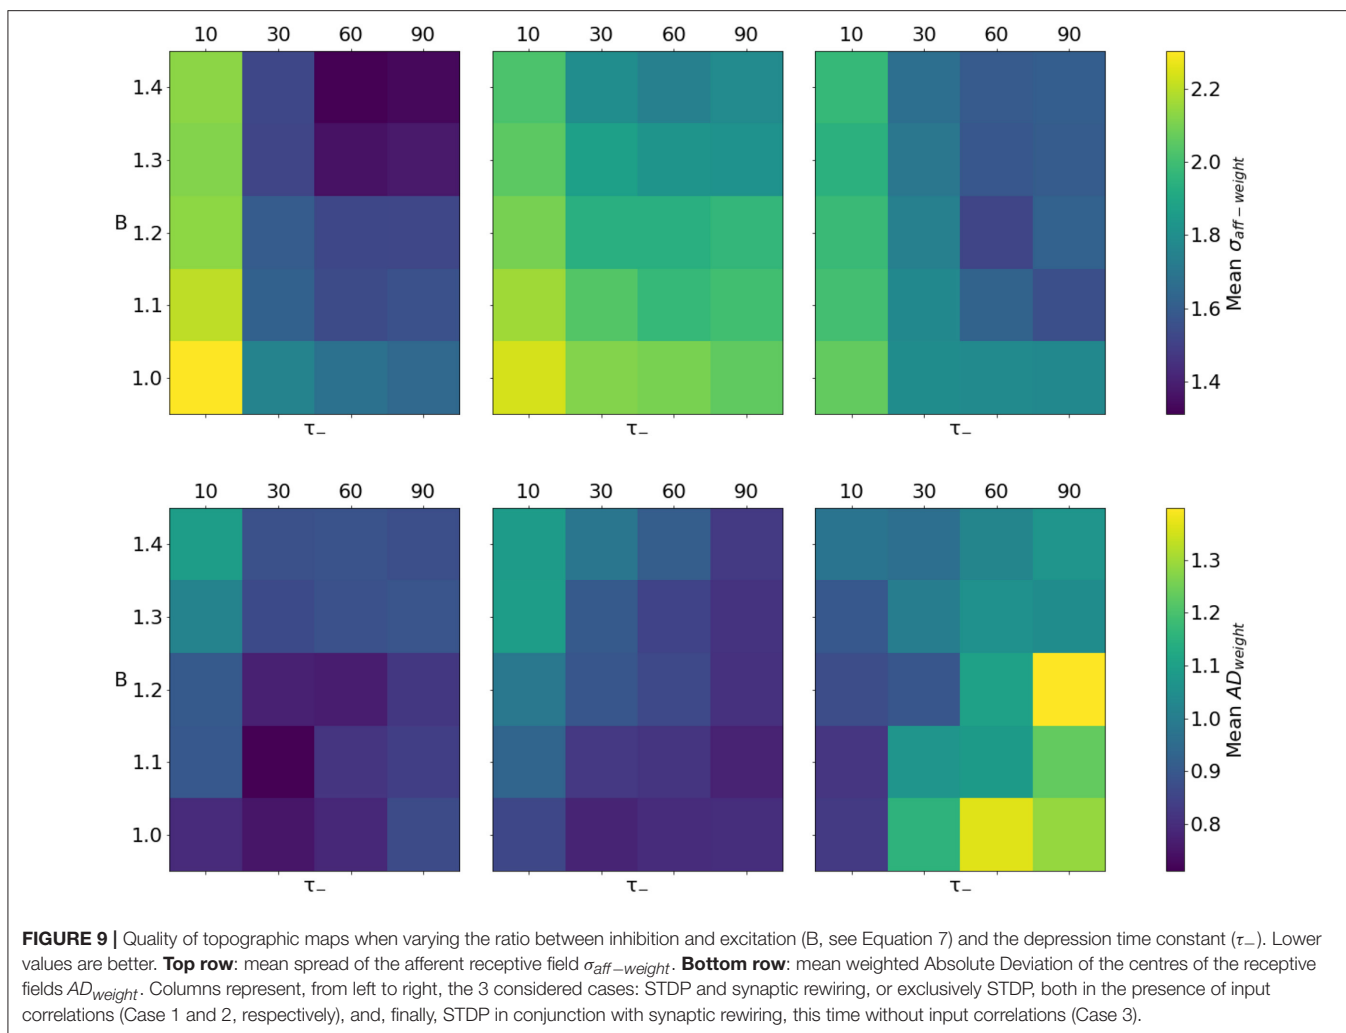 10 30 60 90 10 30 60 90 10 30 60 90
1.4
1.3
B 1.2
1.1
1.0
τ− τ− τ−
2.2
2.0
1.8
1.6
1.4
Mean σaff−weight
10 30 60 90 10 30 60 90 10 30 60 90
1.4
1.3
B 1.2
1.1
1.0
τ− τ− τ−
1.3
1.2
1.1
1.0
0.9
0.8
Mean ADweight
FIGURE 9 | Quality of topographic maps when varying the ratio between inhibition and excitation (B, see Equation 7) and the depression time constant (τ−). Lower
values are better. Top row: mean spread of the afferent receptive field σaff−weight. Bottom row: mean weighted Absolute Deviation of the centres of the receptive
fields ADweight. Columns represent, from left to right, the 3 considered cases: STDP and synaptic rewiring, or exclusively STDP, both in the presence of input
correlations (Case 1 and 2, respectively), and, finally, STDP in conjunction with synaptic rewiring, this time without input correlations (Case 3).